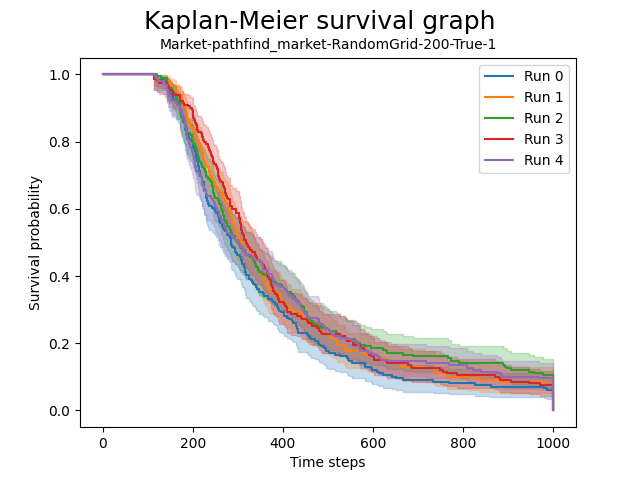 Kaplan-Meier survival graph
Market-pathfind_market-RandomGrid-200-True-1
Run 0
Run 1
Run 2
Run 3
Run 4
Survival probability
1.0
0.8
0.6
0.4
0.2
0.0
0 200 400 600 800 1000
Time steps